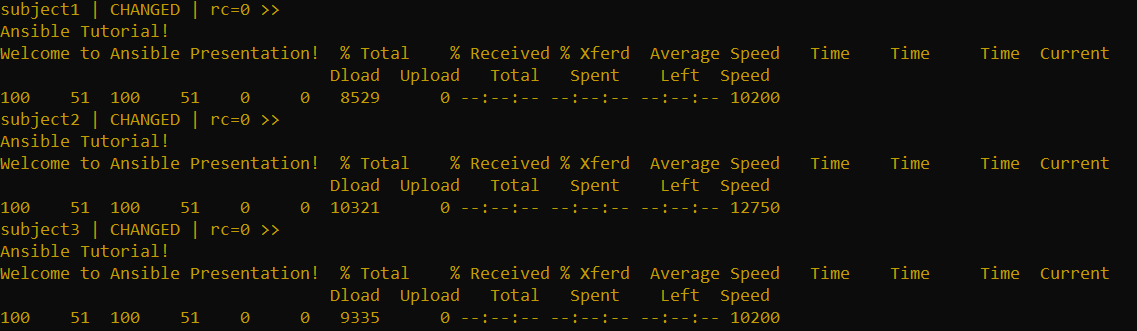 subject1 | CHANGED | rc=0 >>
Ansible Tutorial!
Welcome to Ansible Presentation!  % Total    % Received % Xferd  Average Speed   Time    Time     Time  Current
                                 Dload  Upload   Total   Spent    Left  Speed
100    51  100    51    0     0   8529      0 --:--:-- --:--:-- --:--:-- 10200
subject2 | CHANGED | rc=0 >>
Ansible Tutorial!
Welcome to Ansible Presentation!  % Total    % Received % Xferd  Average Speed   Time    Time     Time  Current
                                 Dload  Upload   Total   Spent    Left  Speed
100    51  100    51    0     0  10321      0 --:--:-- --:--:-- --:--:-- 12750
subject3 | CHANGED | rc=0 >>
Ansible Tutorial!
Welcome to Ansible Presentation!  % Total    % Received % Xferd  Average Speed   Time    Time     Time  Current
                                 Dload  Upload   Total   Spent    Left  Speed
100    51  100    51    0     0   9335      0 --:--:-- --:--:-- --:--:-- 10200